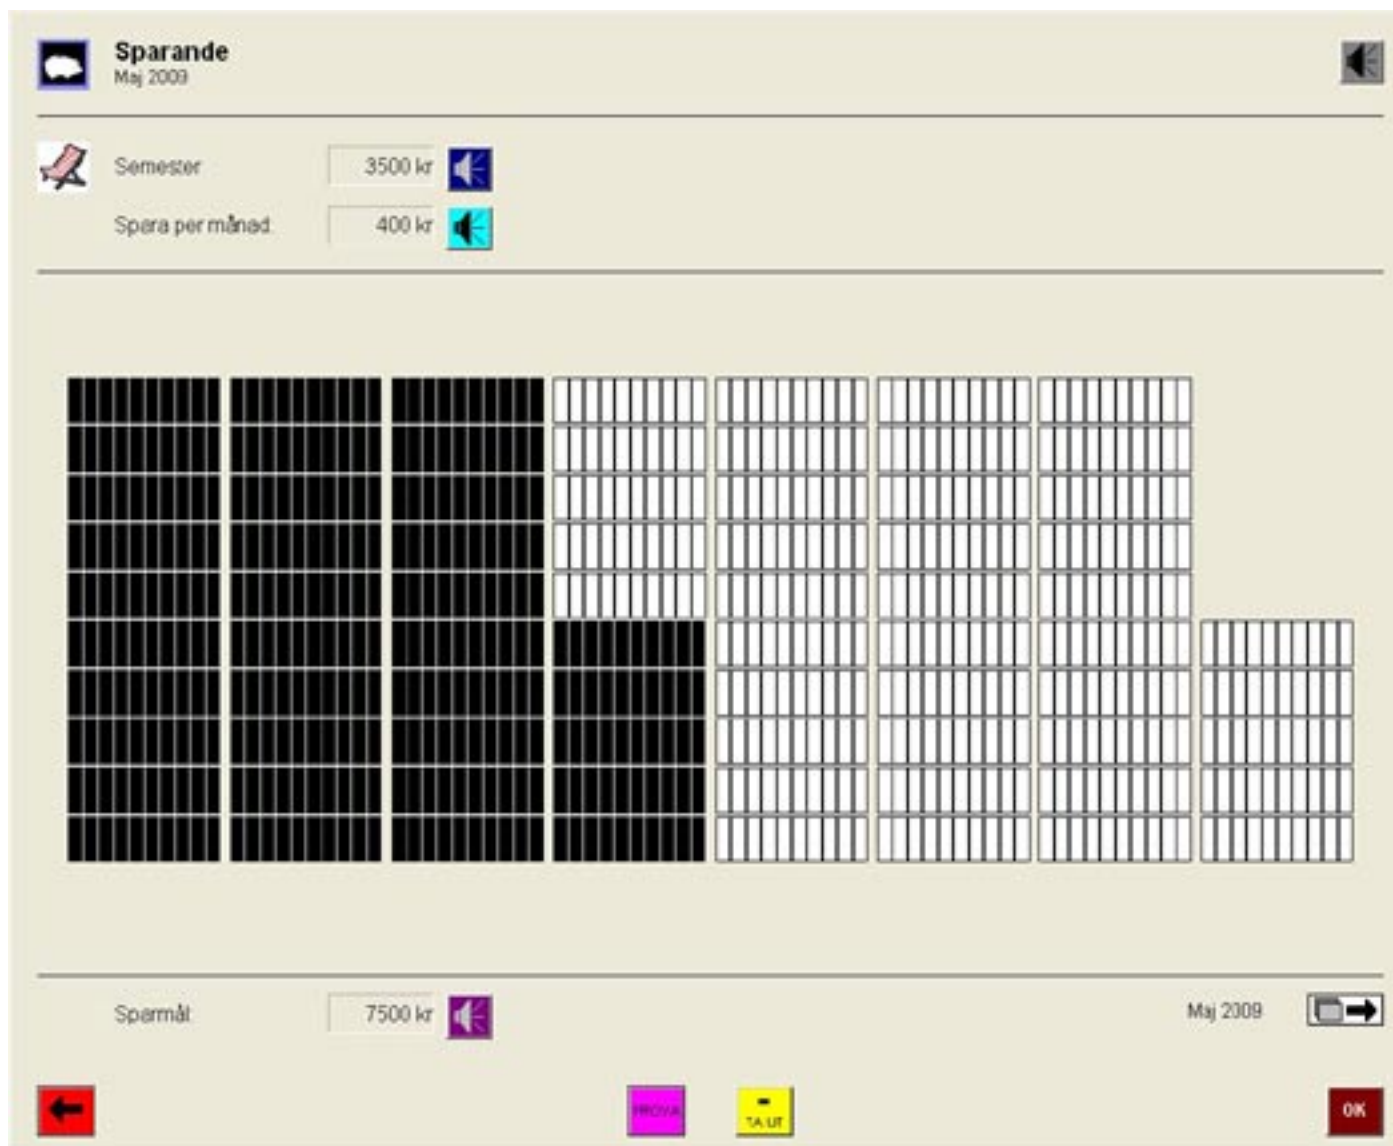 Sparande
Maj 2009
Semester 3500 kr
Spara per månad 400 kr
Sparmål 7500 kr
Maj 2009
PROVA
TA UT
OK